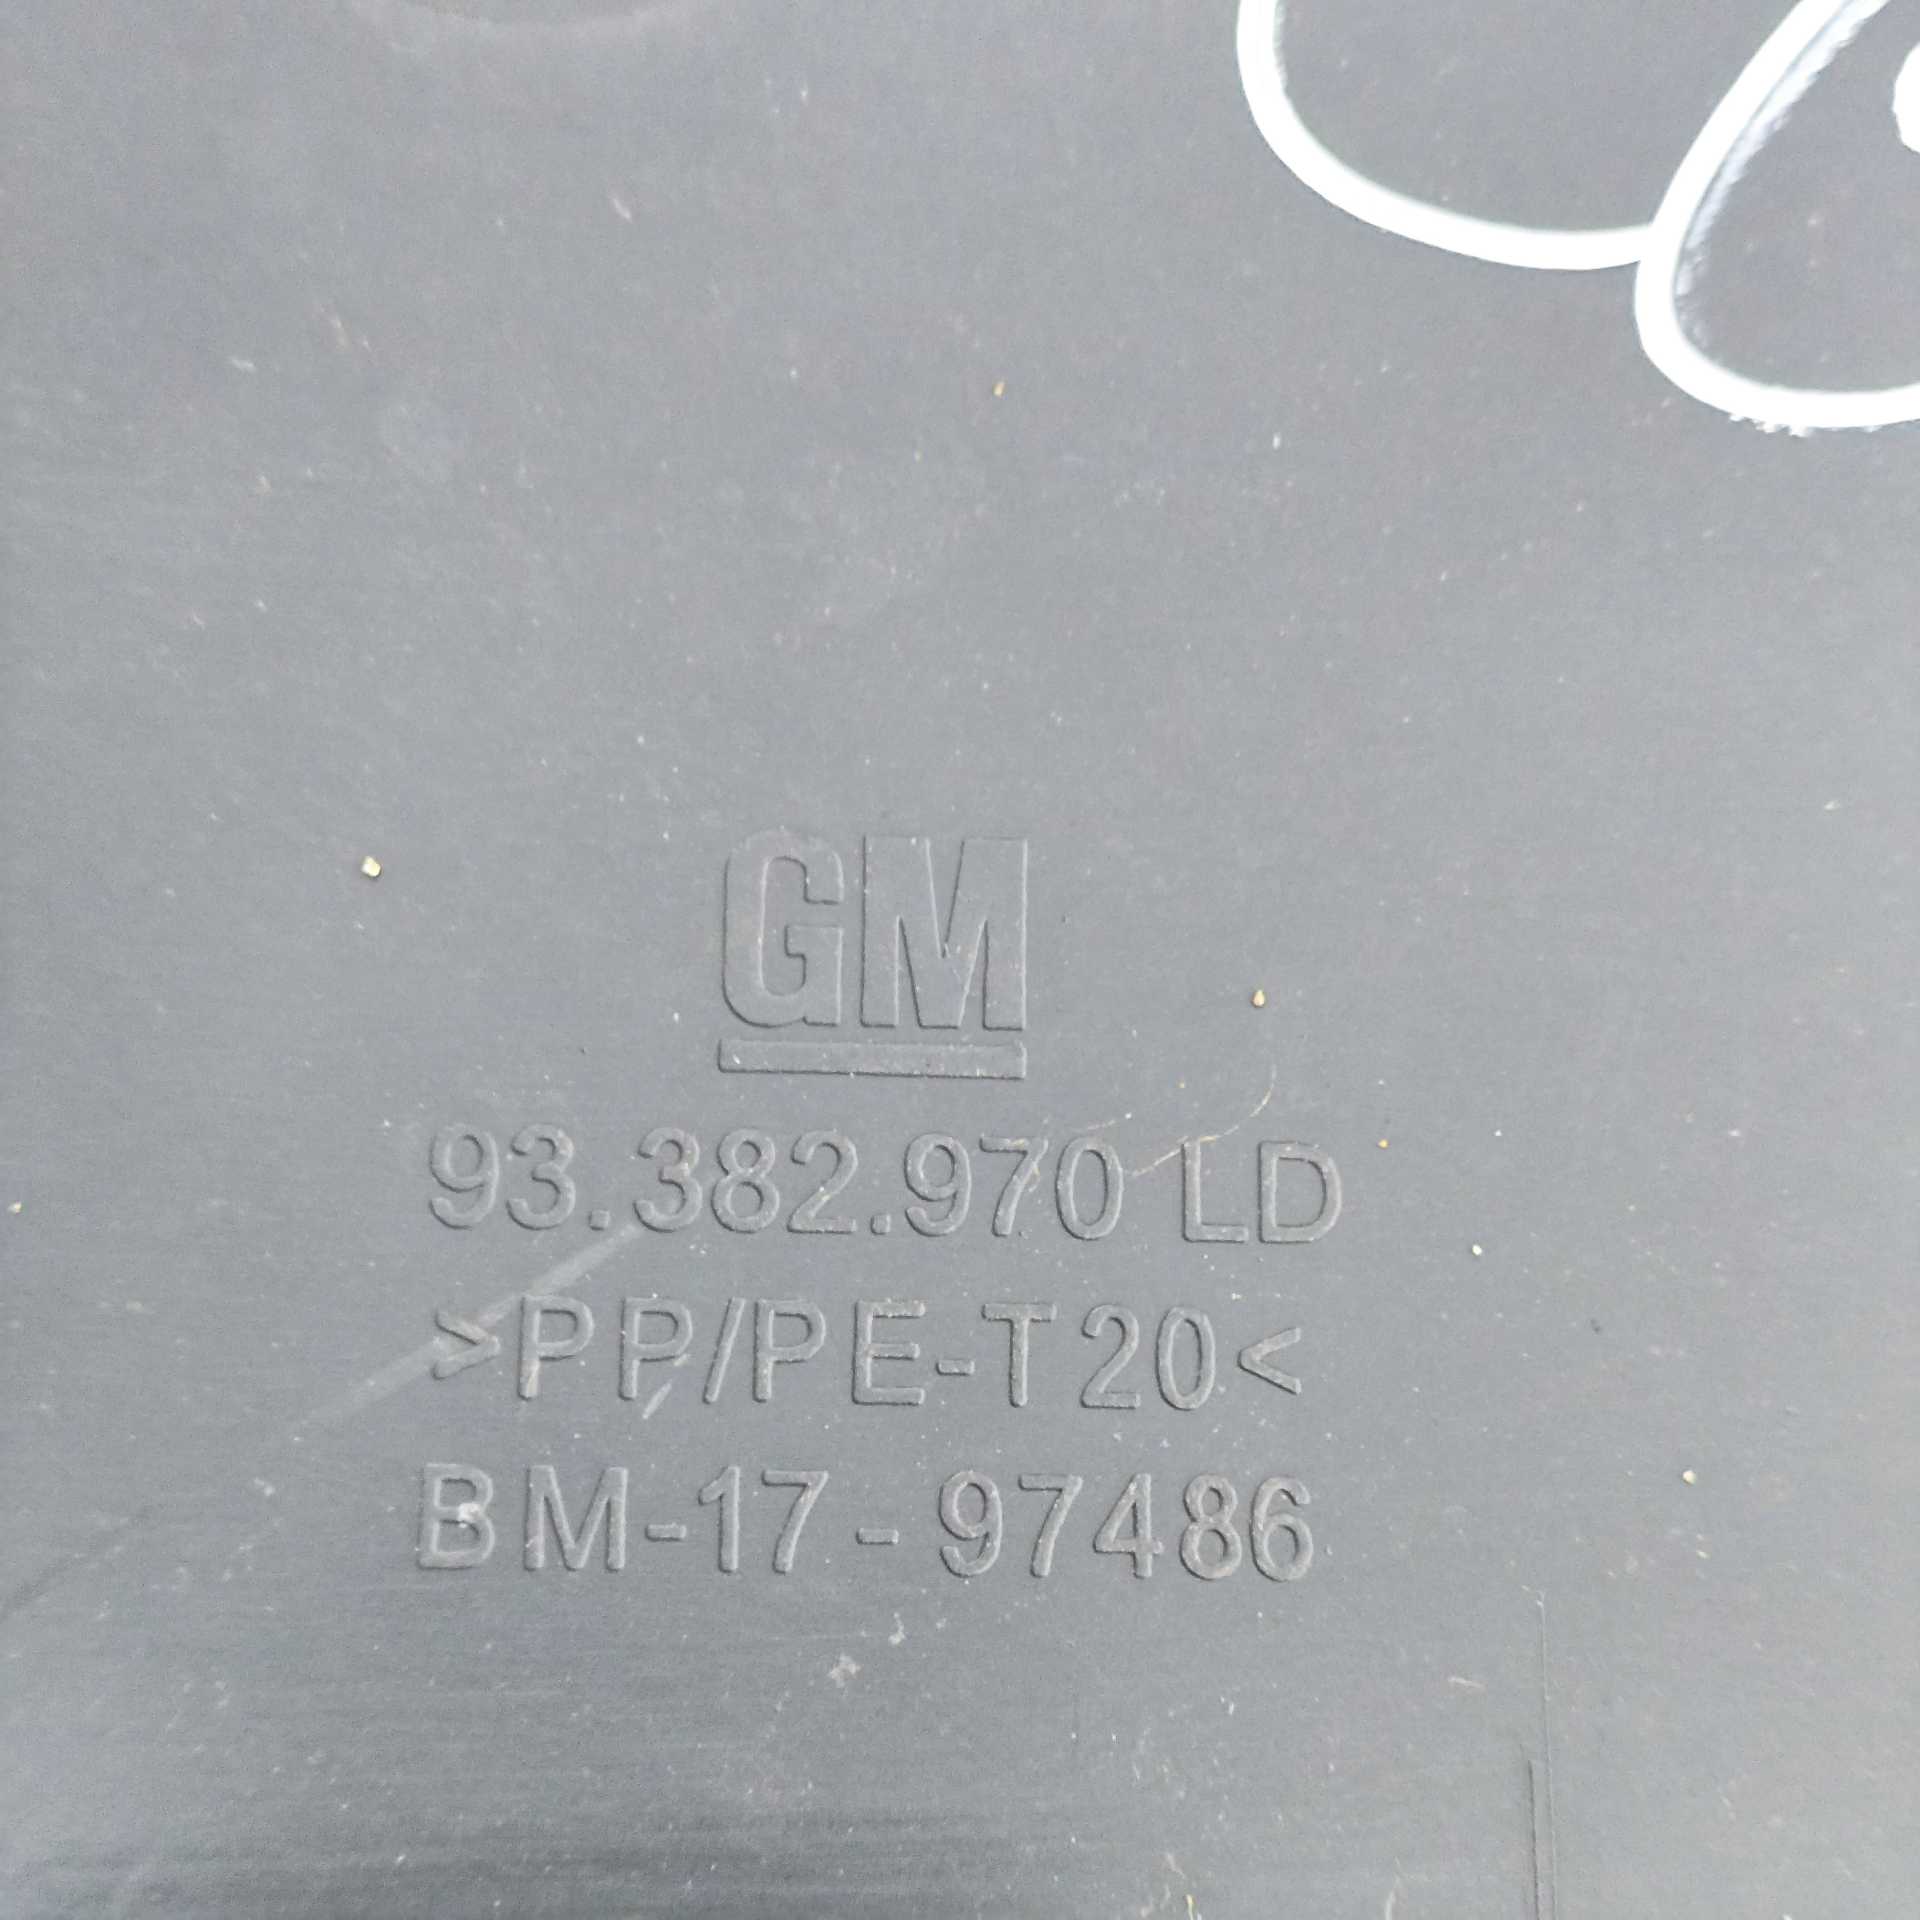 GM
93.382.970 LD
>PP/PE-T20<
BM-17-97486